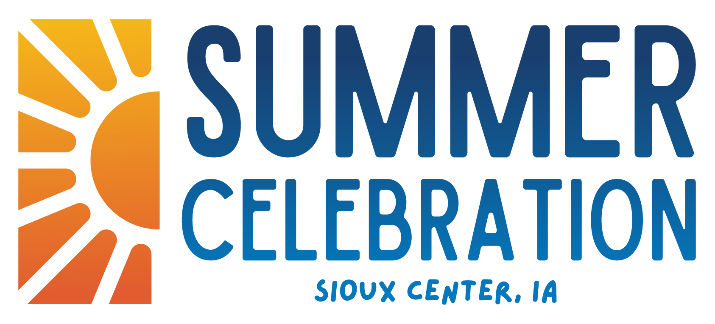 SUMMER
CELEBRATION
SIOUX CENTER, IA